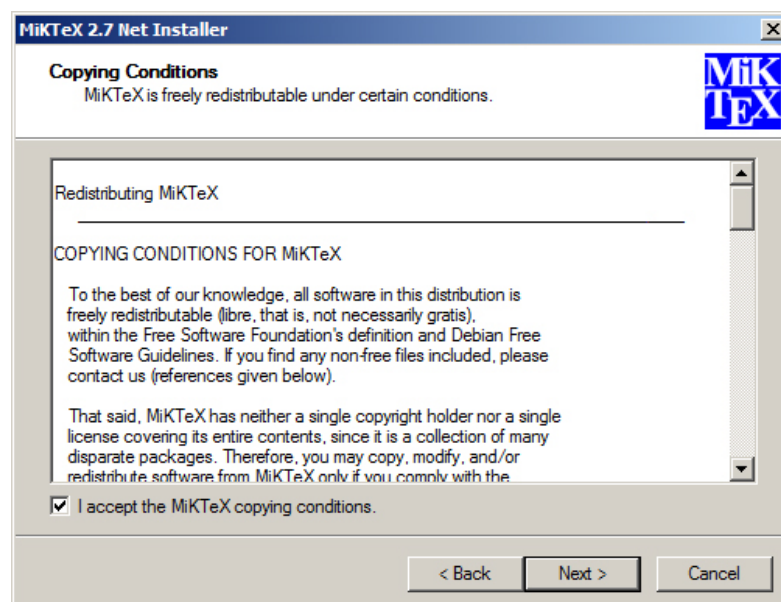 MiKTeX 2.7 Net Installer
Copying Conditions
MiKTeX is freely redistributable under certain conditions.
MiK
TEX
Redistributing MiKTeX
COPYING CONDITIONS FOR MiKTeX
To the best of our knowledge, all software in this distribution is
freely redistributable (libre, that is, not necessarily gratis),
within the Free Software Foundation's definition and Debian Free
Software Guidelines. If you find any non-free files included, please
contact us (references given below).
That said, MiKTeX has neither a single copyright holder nor a single
license covering its entire contents, since it is a collection of many
disparate packages. Therefore, you may copy, modify, and/or
redistribute software from MiKTeX only if you comply with the
I accept the MiKTeX copying conditions.
< Back
Next >
Cancel